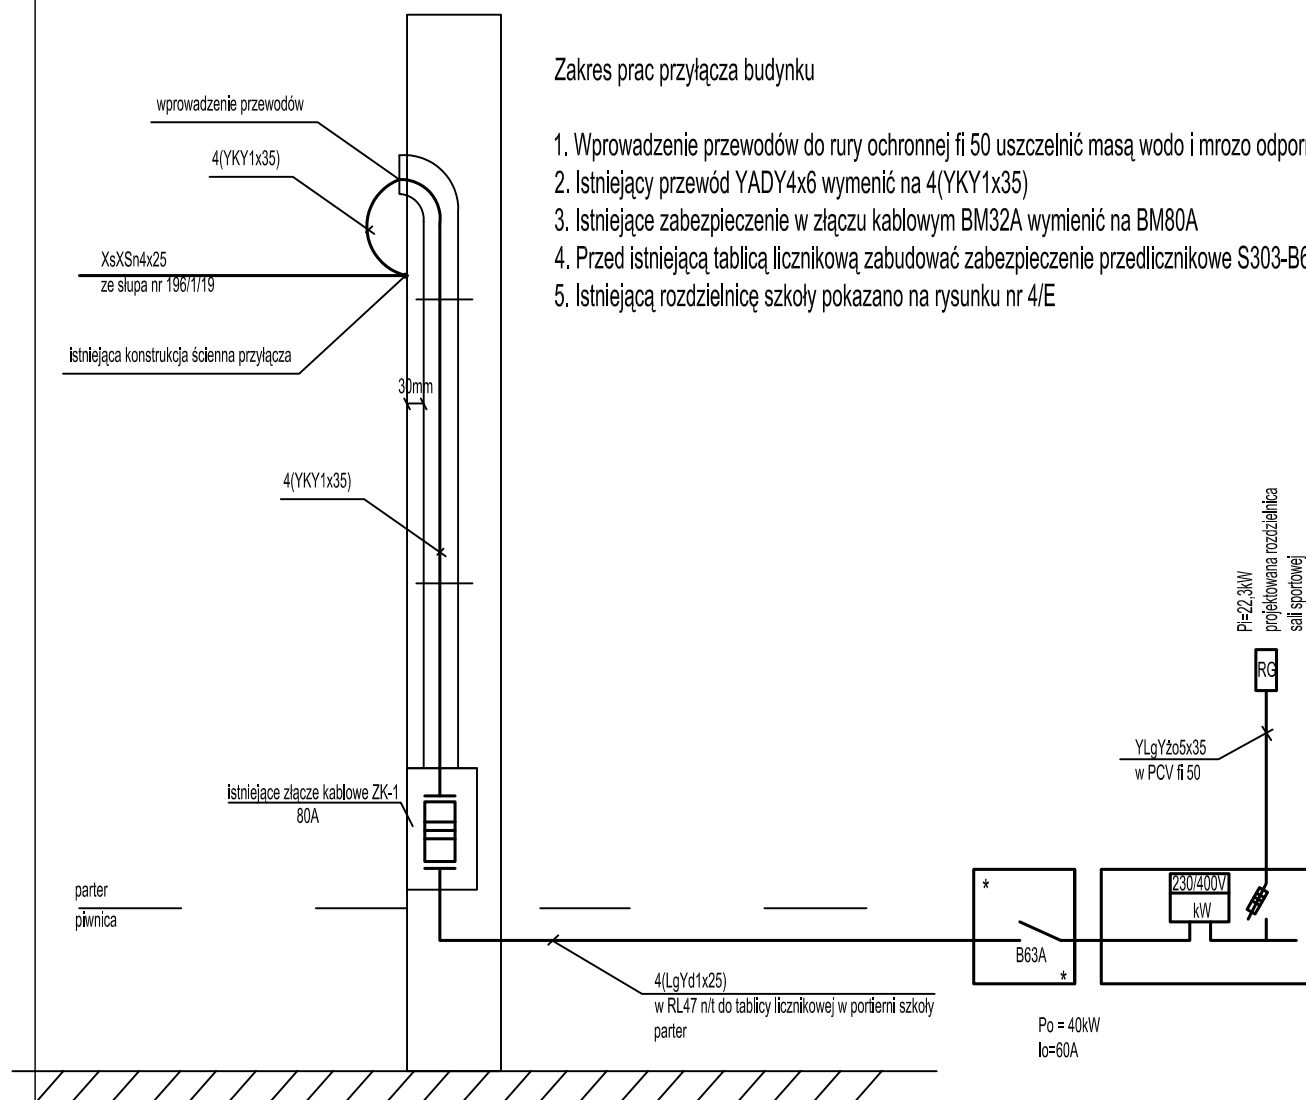 Zakres prac przyłącza budynku
1. Wprowadzenie przewodów do rury ochronnej fi 50 uszczelnić masą wodo i mrozo odpor
2. Istniejący przewód YADY4x6 wymenić na 4(YKY1x35)
3. Istniejące zabezpieczenie w złączu kablowym BM32A wymienić na BM80A
4. Przed istniejącą tablicą licznikową zabudować zabezpieczenie przedlicznikowe S303-B6
5. Istniejącą rozdzielnicę szkoły pokazano na rysunku nr 4/E
wprowadzenie przewodów
4(YKY1x35)
XsXSn4x25
ze słupa nr 196/1/19
istniejąca konstrukcja ścienna przyłącza
30mm
4(YKY1x35)
Pi=22,3kW
projektowana rozdzielnica
sali sportowej
RG
YLgYżo5x35
w PCV fi 50
istniejące złącze kablowe ZK-1
80A
parter
piwnica
*
B63A
*
230/400V
kW
4(LgYd1x25)
w RL47 n/t do tablicy licznikowej w portierni szkoły
parter
Po = 40kW
Io=60A